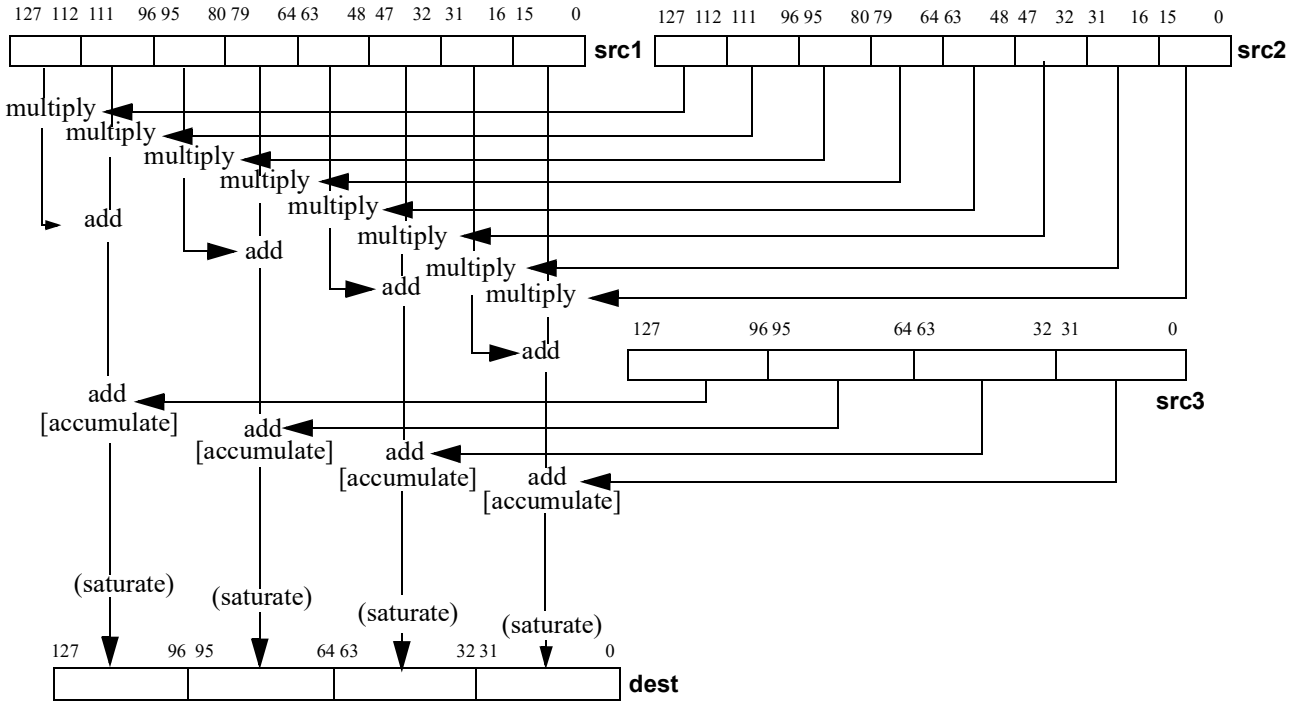 127 112 111 96 95 80 79 64 63 48 47 32 31 16 15 0 127 112 111 96 95 80 79 64 63 48 47 32 31 16 15 0
src1 src2
multiply
multiply
multiply
multiply
multiply
add
multiply
add
multiply
add
multiply
127 96 95 64 63 32 31 0
add
add
src3
[accumulate]
add
[accumulate]
add
[accumulate]
add
[accumulate]
(saturate)
(saturate)
(saturate)
(saturate)
127 96 95 64 63 32 31 0
dest